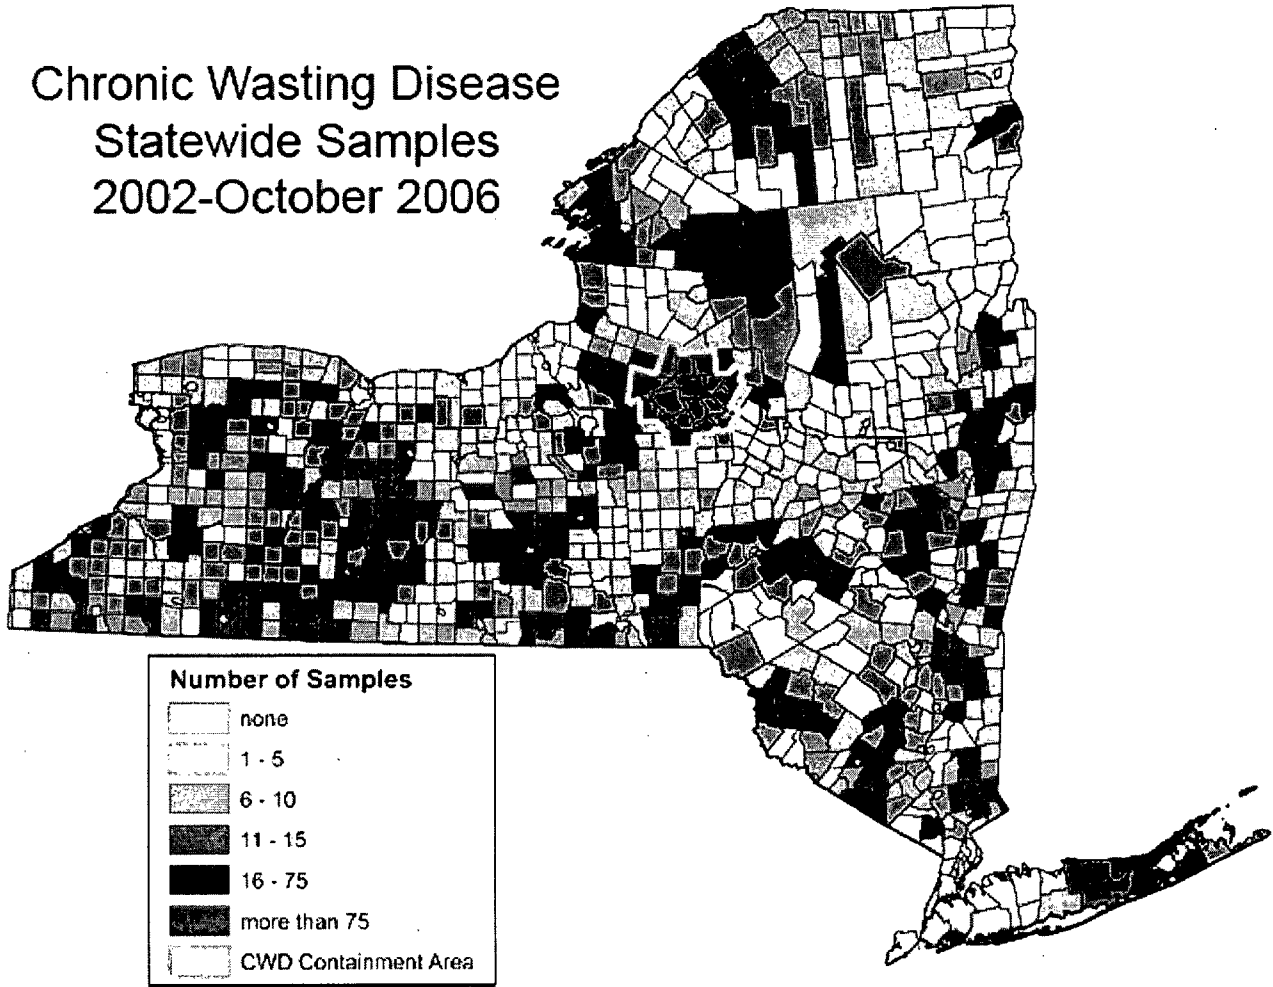 Chronic Wasting Disease
Statewide Samples
2002-October 2006
Number of Samples
none
1 - 5
6 - 10
11 - 15
16 - 75
more than 75
CWD Containment Area